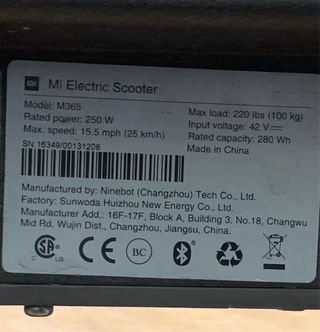 mi Mi Electric Scooter
Model: M365
Rated power: 250 W
Max. speed: 15.5 mph (25 km/h)
Max load: 220 lbs (100 kg)
Input voltage: 42 V⎓
Rated capacity: 280 Wh
Made in China
SN:16349/00131208
Manufactured by: Ninebot (Changzhou) Tech Co., Ltd.
Factory: Sunwoda Huizhou New Energy Co., Ltd.
Manufacturer Add.: 16F-17F, Block A, Building 3, No.18, Changwu
Mid Rd, Wujin Dist., Changzhou, Jiangsu, China.
C SA US CE BC